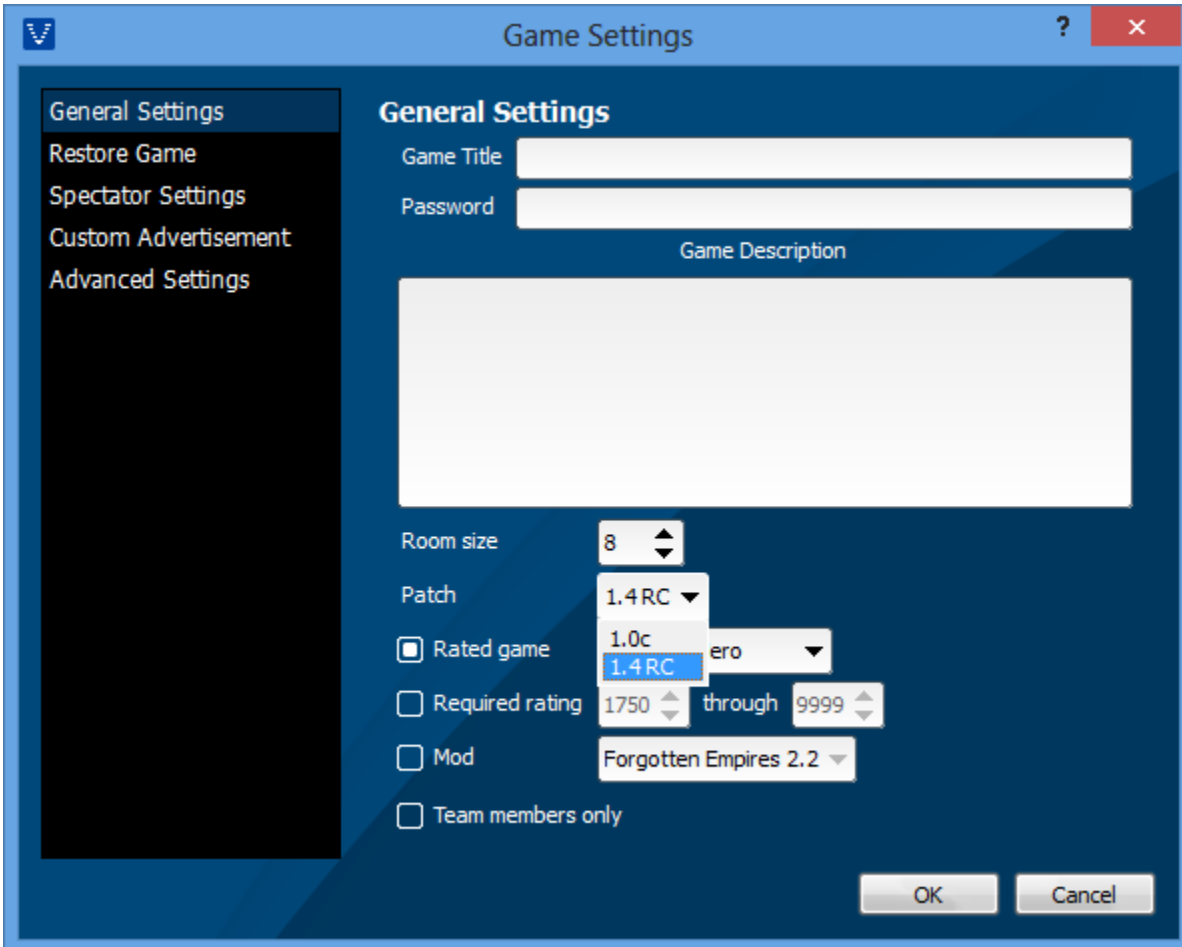 Game Settings ?
General Settings
Restore Game
Spectator Settings
Custom Advertisement
Advanced Settings
General Settings
Game Title
Password
Game Description
Room size 8
Patch 1.4 RC
1.0c
1.4 RC
Rated game ero
Required rating 1750 through 9999
Mod Forgotten Empires 2.2
Team members only
OK Cancel